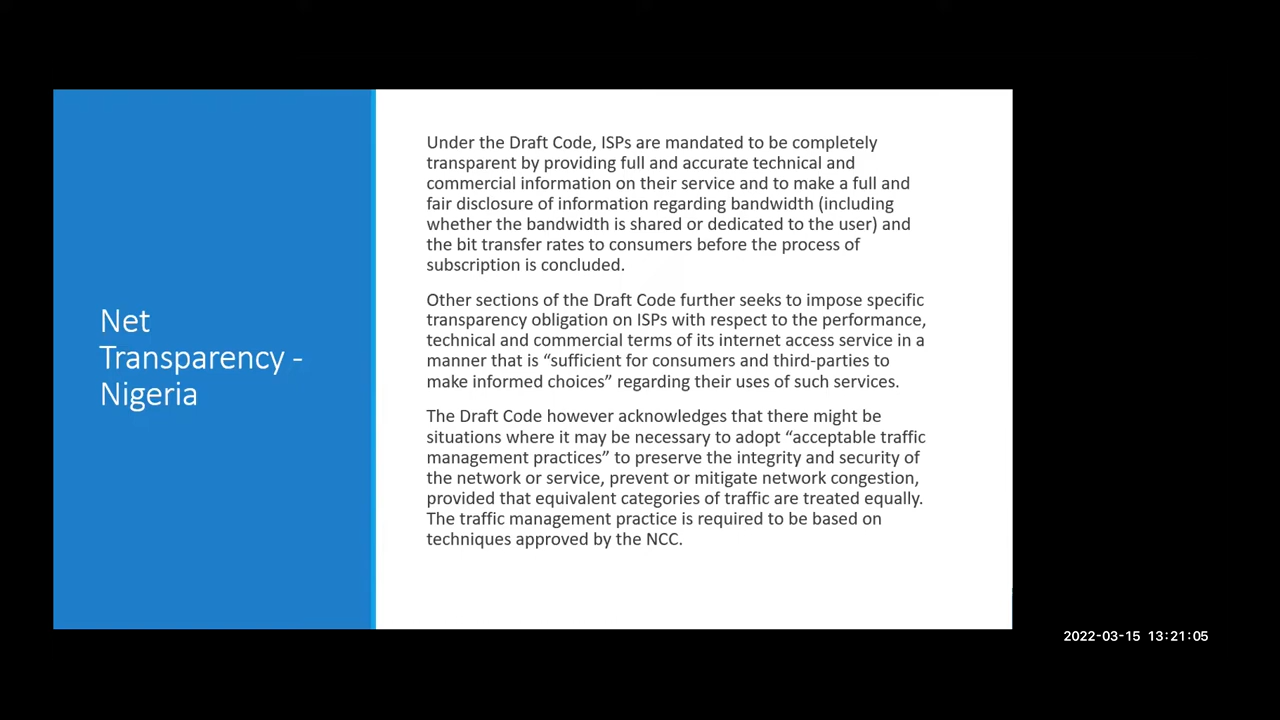 Net
Transparency -
Nigeria
Under the Draft Code, ISPs are mandated to be completely
transparent by providing full and accurate technical and
commercial information on their service and to make a full and
fair disclosure of information regarding bandwidth (including
whether the bandwidth is shared or dedicated to the user) and
the bit transfer rates to consumers before the process of
subscription is concluded.
Other sections of the Draft Code further seeks to impose specific
transparency obligation on ISPs with respect to the performance,
technical and commercial terms of its internet access service in a
manner that is “sufficient for consumers and third-parties to
make informed choices” regarding their uses of such services.
The Draft Code however acknowledges that there might be
situations where it may be necessary to adopt “acceptable traffic
management practices” to preserve the integrity and security of
the network or service, prevent or mitigate network congestion,
provided that equivalent categories of traffic are treated equally.
The traffic management practice is required to be based on
techniques approved by the NCC.
2022-03-15 13:21:05